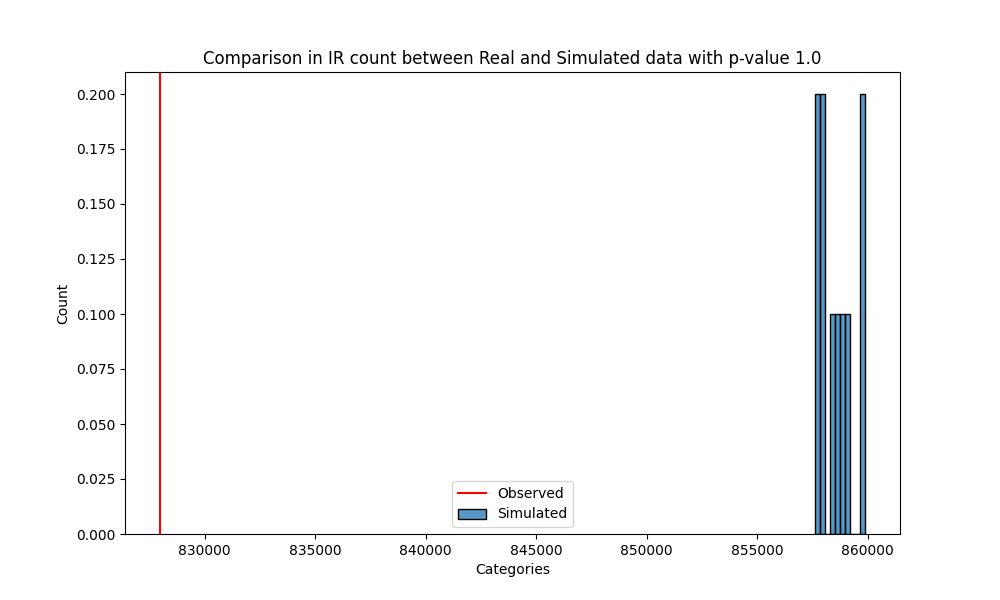 Comparison in IR count between Real and Simulated data with p-value 1.0
0.200
0.175
0.150
0.125
0.100
0.075
0.050
0.025
0.000
Count
Observed
Simulated
830000 835000 840000 845000 850000 855000 860000
Categories